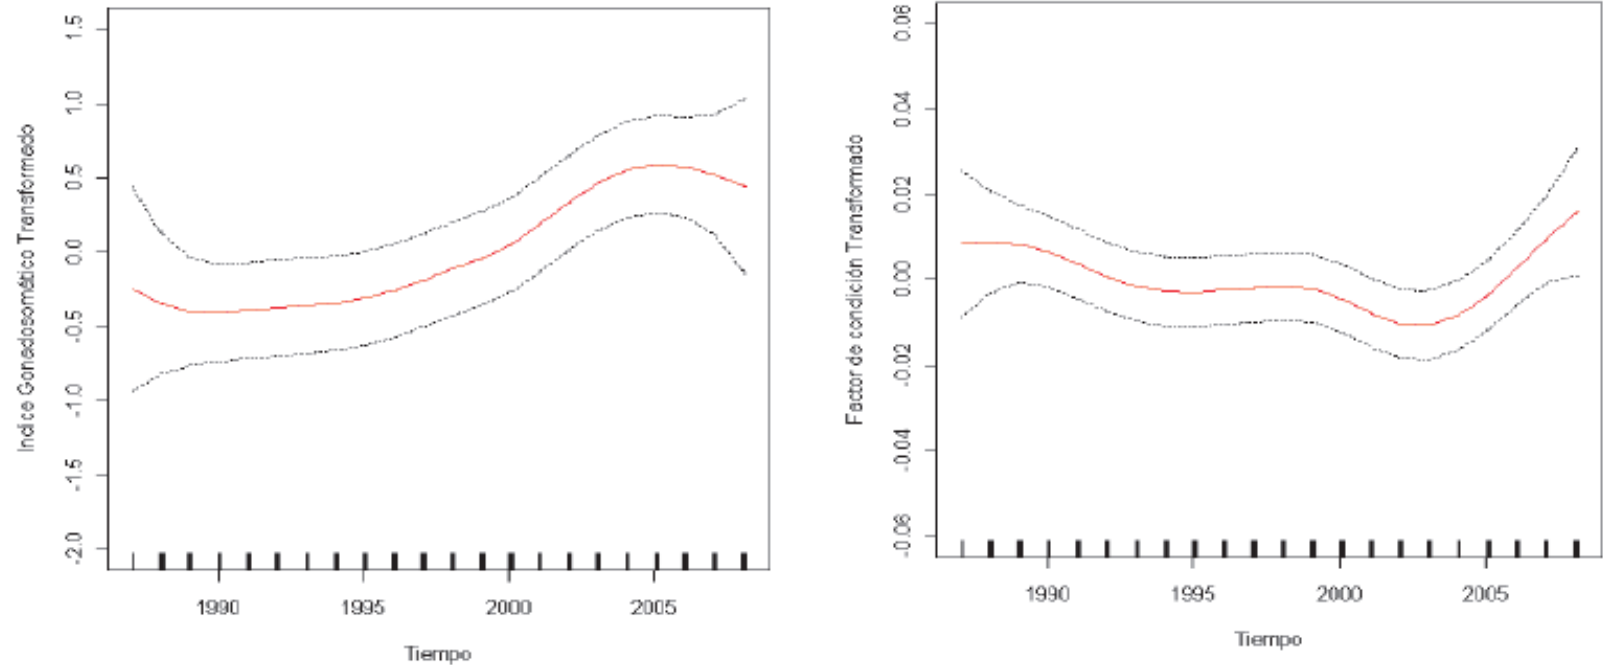 Indice Gonadosomático Transformado
1.5
1.0
0.5
0.0
-0.5
-1.0
-1.5
-2.0
1990 1995 2000 2005
Tiempo
Factor de condición Transformado
0.06
0.04
0.02
0.00
-0.02
-0.04
-0.06
1990 1995 2000 2005
Tiempo